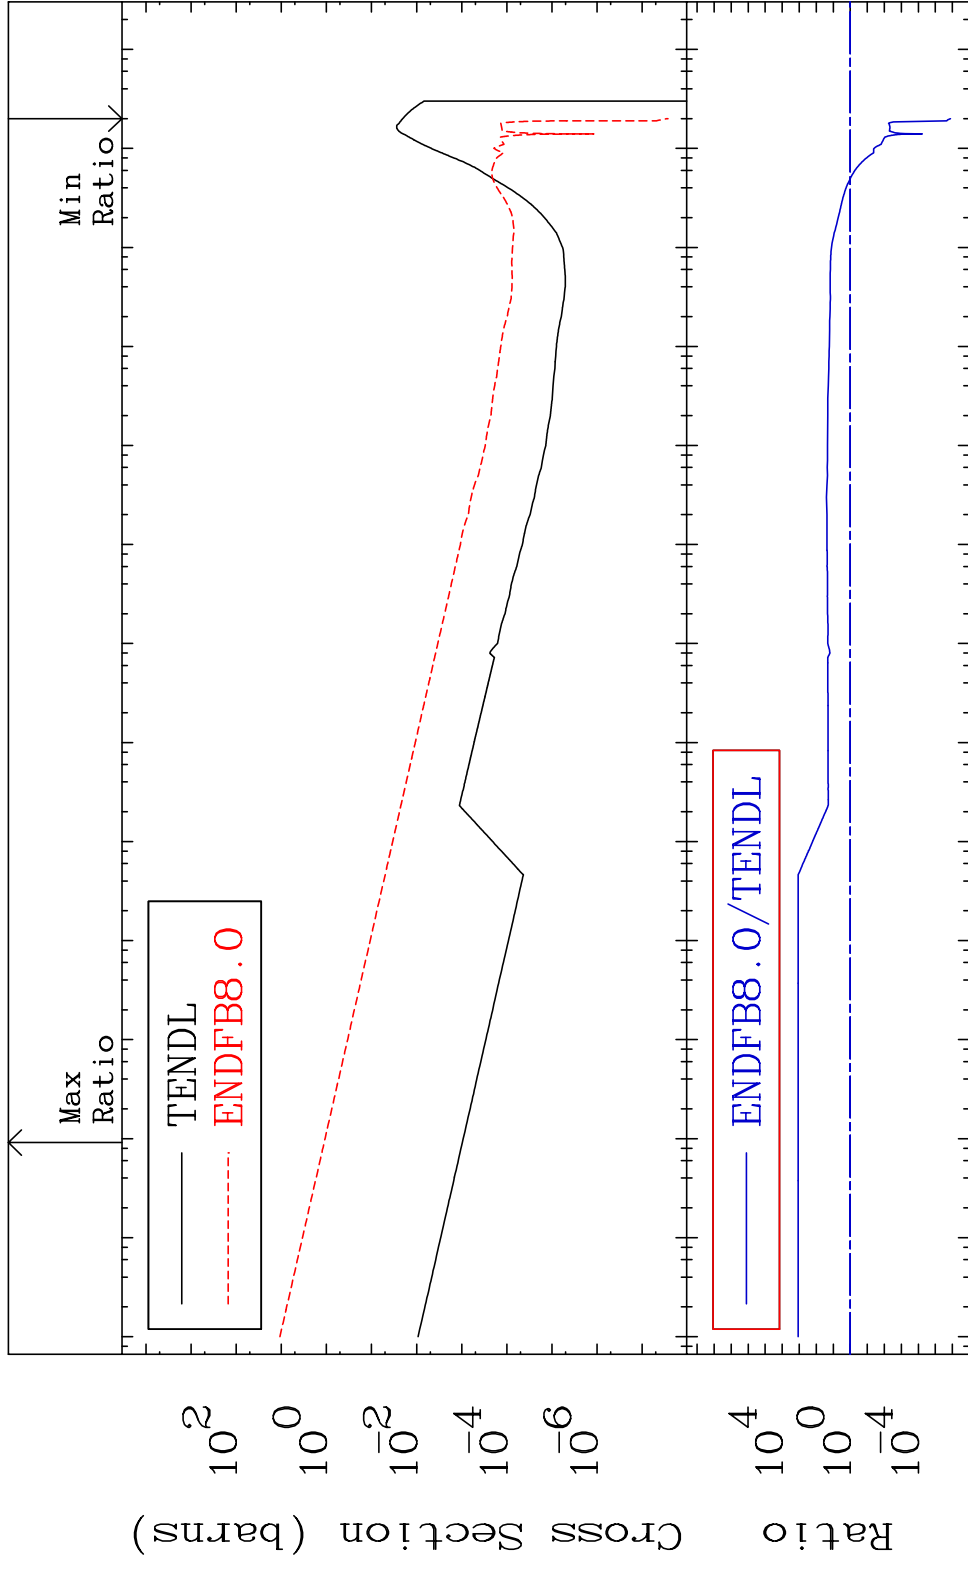 Max
Ratio
Min
Ratio
TENDL
ENDFB8.0
10 2
10 0
10 -2
10 -4
10 -6
Cross Section (barns)
ENDFB8.0/TENDL
10 4
10 0
10 -4
Ratio